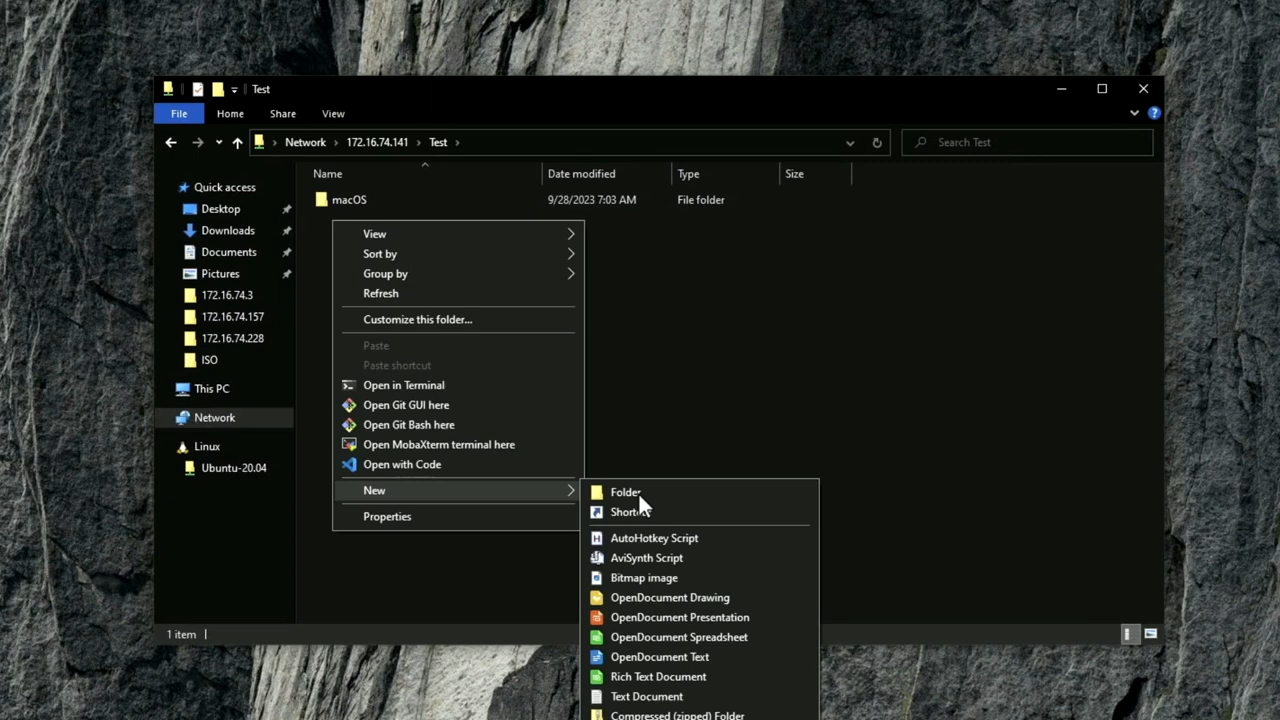 Test
File Home Share View
Network 172.16.74.141 Test
Search Test
Name Date modified Type Size
macOS 9/28/2023 7:03 AM File folder
Quick access
Desktop
Downloads
Documents
Pictures
172.16.74.3
172.16.74.157
172.16.74.228
ISO
This PC
Network
Linux
Ubuntu-20.04
View
Sort by
Group by
Refresh
Customize this folder...
Paste
Paste shortcut
Open in Terminal
Open Git GUI here
Open Git Bash here
Open MobaXterm terminal here
Open with Code
New
Properties
Folder
AutoHotkey Script
AviSynth Script
Bitmap image
OpenDocument Drawing
OpenDocument Presentation
OpenDocument Spreadsheet
OpenDocument Text
Rich Text Document
Text Document
Compressed (zipped) Folder
1 item